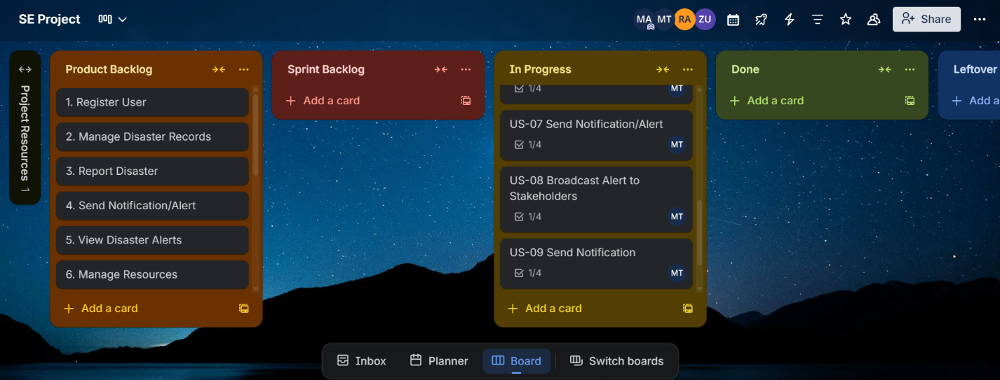 SE Project
MA
MT
RA
ZU
Share
Project Resources 1
Product Backlog
1. Register User
2. Manage Disaster Records
3. Report Disaster
4. Send Notification/Alert
5. View Disaster Alerts
6. Manage Resources
+ Add a card
Sprint Backlog
+ Add a card
In Progress
1/4
MT
US-07 Send Notification/Alert
1/4
MT
US-08 Broadcast Alert to
Stakeholders
1/4
MT
US-09 Send Notification
1/4
MT
+ Add a card
Done
+ Add a card
Leftover
+ Add a
Inbox
Planner
Board
Switch boards